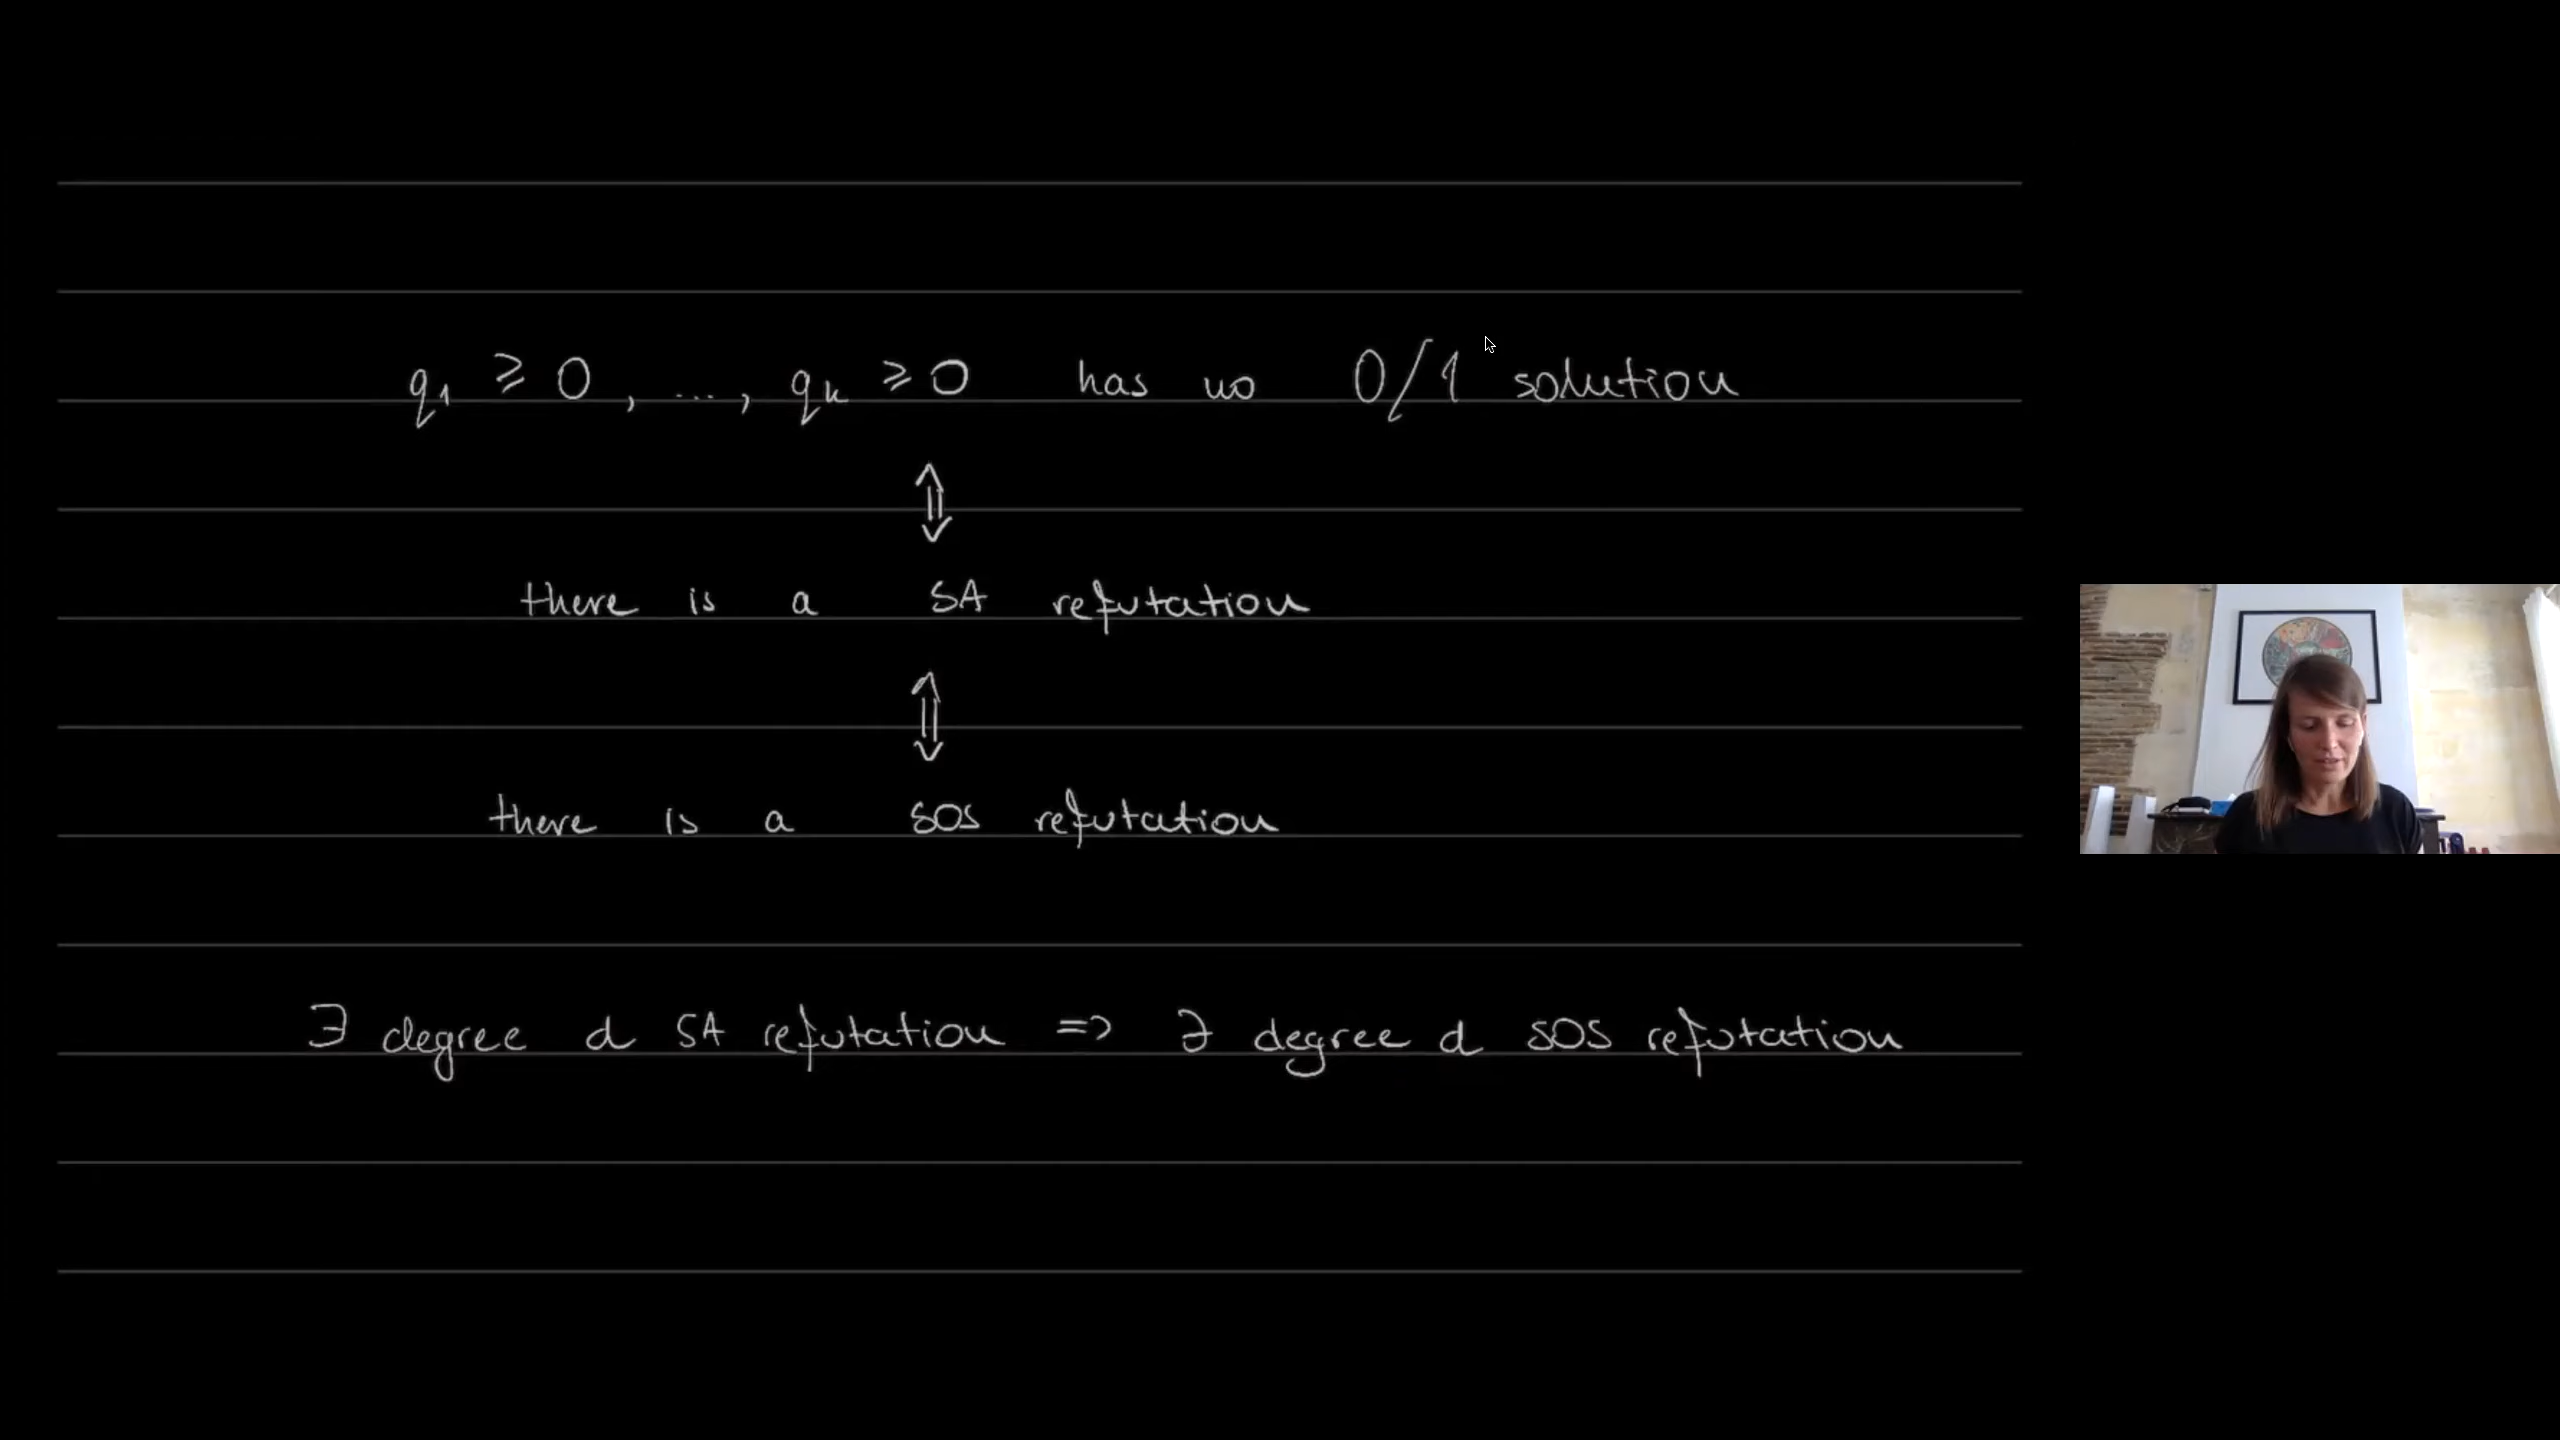 q₁ ⩾ 0, ..., qₖ ⩾ 0 has no 0/1 solution
⇕
there is a SA refutation
⇕
there is a SOS refutation
∃ degree d SA refutation => ∃ degree d SOS refutation